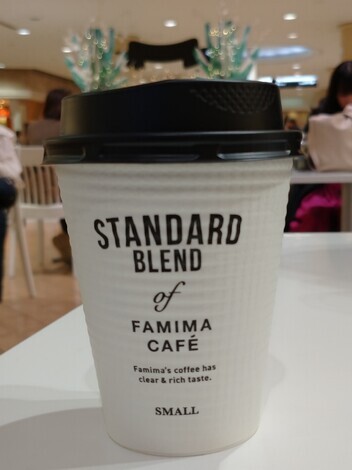 STANDARD
BLEND
of
FAMIMA
CAFÉ
Famima's coffee has
clear & rich taste.
SMALL